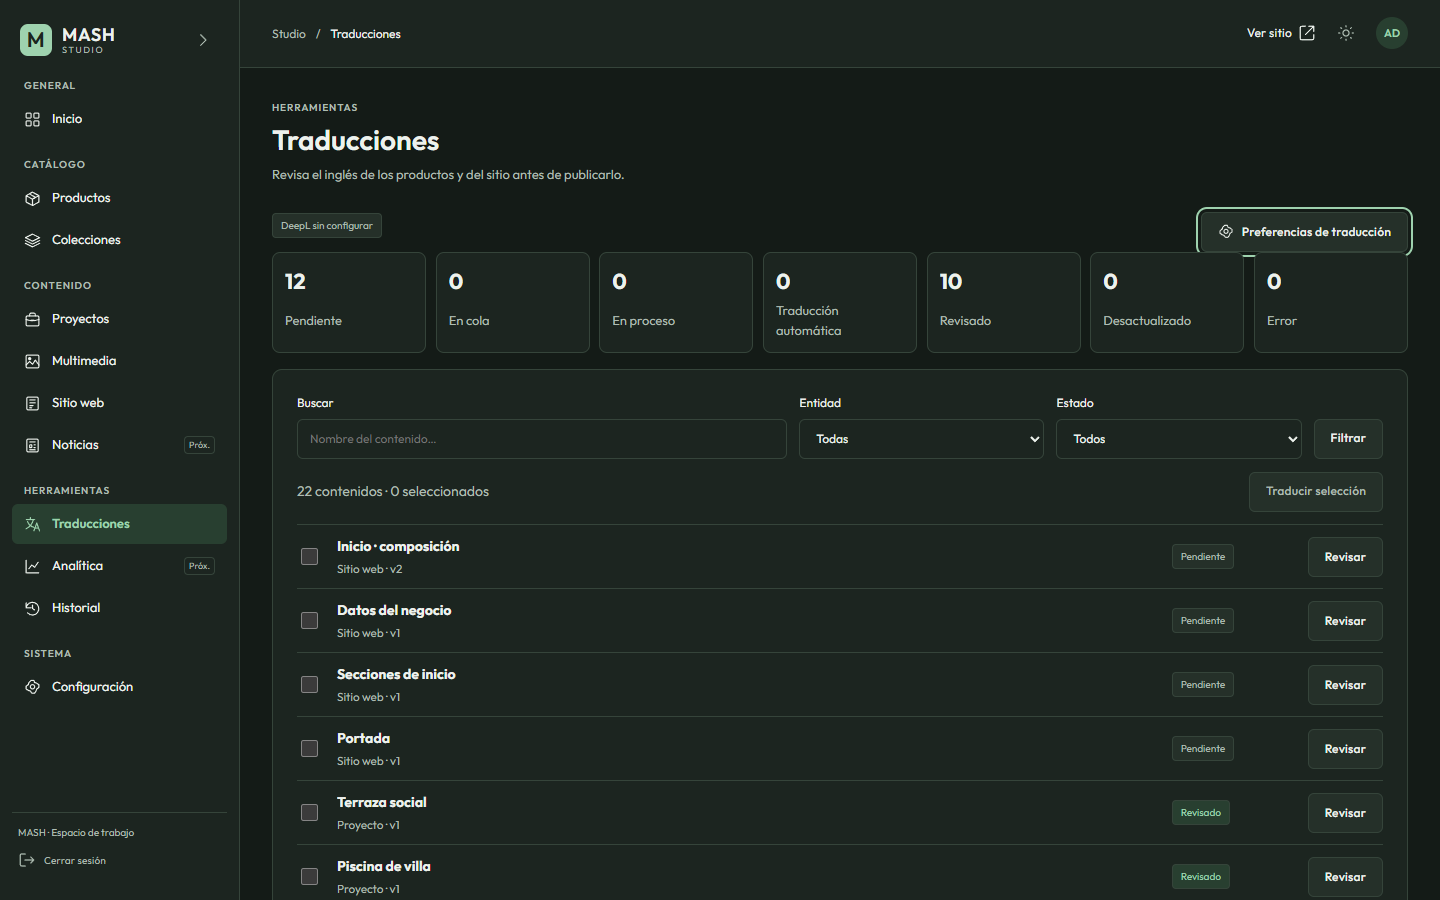 M
MASH
STUDIO
GENERAL
Inicio
CATÁLOGO
Productos
Colecciones
CONTENIDO
Proyectos
Multimedia
Sitio web
Noticias Próx.
HERRAMIENTAS
Traducciones
Analítica Próx.
Historial
SISTEMA
Configuración
MASH · Espacio de trabajo
Cerrar sesión
Studio / Traducciones
Ver sitio
AD
HERRAMIENTAS
Traducciones
Revisa el inglés de los productos y del sitio antes de publicarlo.
DeepL sin configurar
Preferencias de traducción
12
Pendiente
0
En cola
0
En proceso
0
Traducción
automática
10
Revisado
0
Desactualizado
0
Error
Buscar
Nombre del contenido...
Entidad
Todas
Estado
Todos
Filtrar
22 contenidos · 0 seleccionados
Traducir selección
Inicio · composición
Sitio web · v2
Pendiente
Revisar
Datos del negocio
Sitio web · v1
Pendiente
Revisar
Secciones de inicio
Sitio web · v1
Pendiente
Revisar
Portada
Sitio web · v1
Pendiente
Revisar
Terraza social
Proyecto · v1
Revisado
Revisar
Piscina de villa
Proyecto · v1
Revisado
Revisar